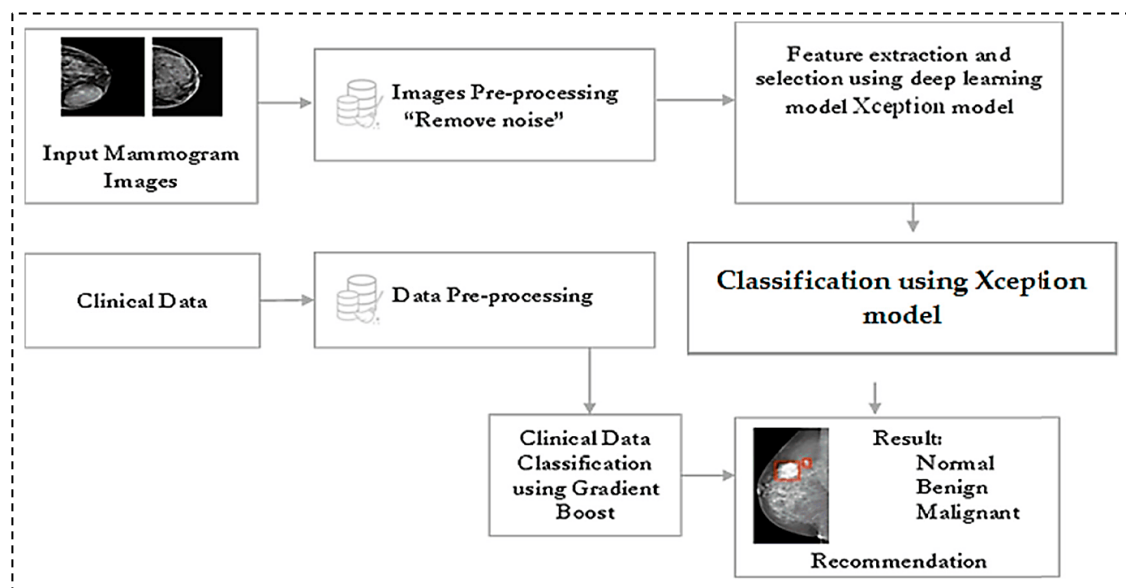 Input Mammogram
Images
Images Pre-processing
“Remove noise”
Feature extraction and
selection using deep learning
model Xception model
Classification using Xception
model
Clinical Data
Data Pre-processing
Clinical Data
Classification
using Gradient
Boost
Result:
Normal
Benign
Malignant
Recommendation